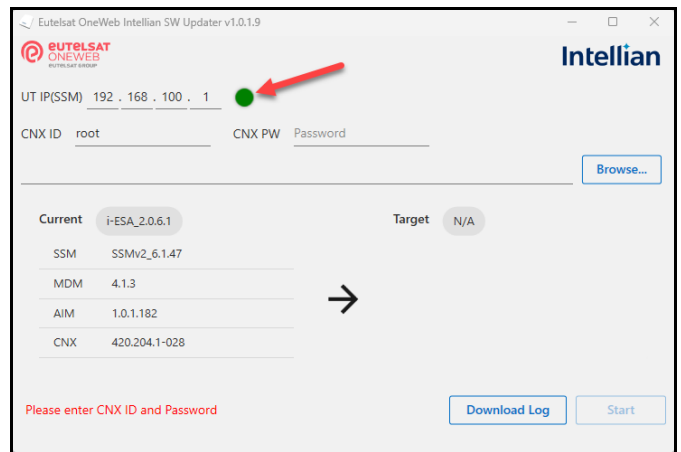 Eutelsat OneWeb Intellian SW Updater v1.0.1.9
eUTELSAT
ONEWEB
EUTELSAT GROUP
Intellian
UT IP(SSM) 192 . 168 . 100 . 1
CNX ID root CNX PW Password
Browse...
Current i-ESA_2.0.6.1 Target N/A
SSM SSMv2_6.1.47
MDM 4.1.3
AIM 1.0.1.182
CNX 420.204.1-028
Please enter CNX ID and Password Download Log Start